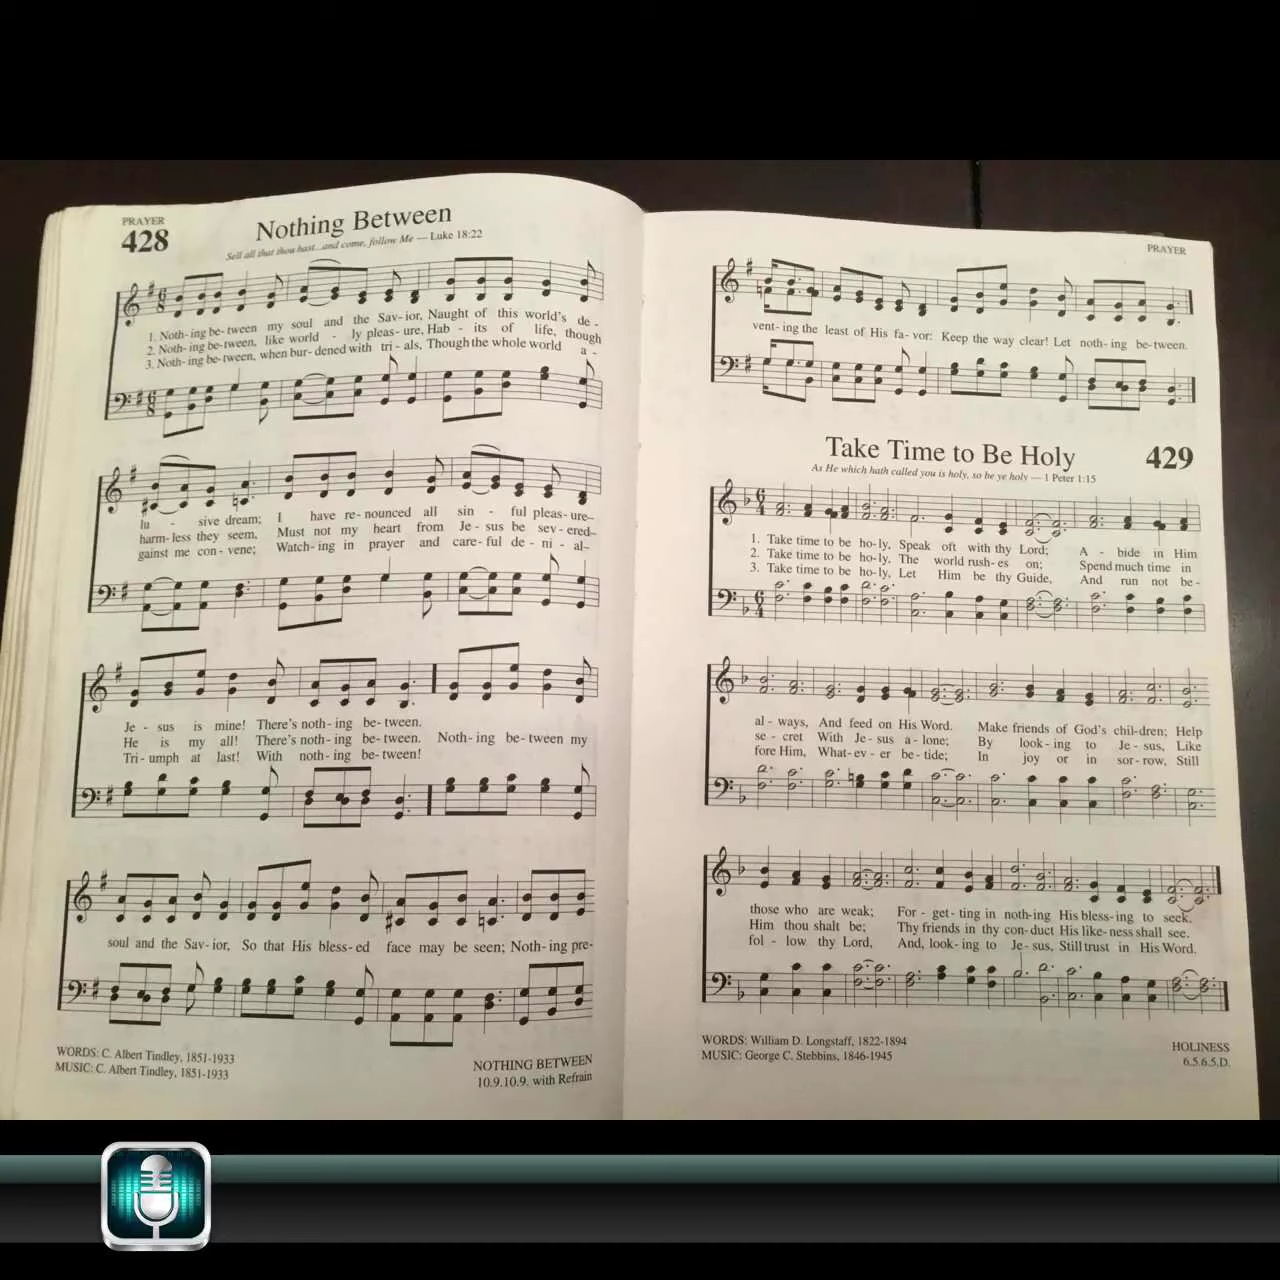 PRAYER
428
Nothing Between
Sell all that thou hast...and come, follow Me — Luke 18:22
1. Noth-ing be-tween my soul and the Sav-ior, Naught of this world's de-
2. Noth-ing be-tween, like world - ly pleas-ure, Hab - its of life, though
3. Noth-ing be-tween, when bur-dened with tri-als, Though the whole world a -
lu - sive dream; I have re-nounced all sin - ful pleas-ure–
harm-less they seem, Must not my heart from Je-sus be sev-ered–
gainst me con-vene; Watch-ing in prayer and care-ful de-ni-al–
Je - sus is mine! There's noth-ing be-tween.
He is my all! There's noth-ing be-tween. Noth-ing be-tween my
Tri-umph at last! With noth-ing be-tween!
soul and the Sav-ior, So that His bless-ed face may be seen; Noth-ing pre-
WORDS: C. Albert Tindley, 1851-1933
MUSIC: C. Albert Tindley, 1851-1933
NOTHING BETWEEN
10.9.10.9. with Refrain
PRAYER
vent-ing the least of His fa-vor: Keep the way clear! Let noth-ing be-tween.
Take Time to Be Holy
429
As He which hath called you is holy, so be ye holy — 1 Peter 1:15
1. Take time to be ho-ly, Speak oft with thy Lord; A - bide in Him
2. Take time to be ho-ly, The world rush-es on; Spend much time in
3. Take time to be ho-ly, Let Him be thy Guide, And run not be-
al-ways, And feed on His Word. Make friends of God's chil-dren; Help
se-cret With Je-sus a-lone; By look-ing to Je-sus, Like
fore Him, What-ev-er be-tide; In joy or in sor-row, Still
those who are weak; For-get-ting in noth-ing His bless-ing to seek.
Him thou shalt be; Thy friends in thy con-duct His like-ness shall see.
fol-low thy Lord, And, look-ing to Je-sus, Still trust in His Word.
WORDS: William D. Longstaff, 1822-1894
MUSIC: George C. Stebbins, 1846-1945
HOLINESS
6.5.6.5.D.